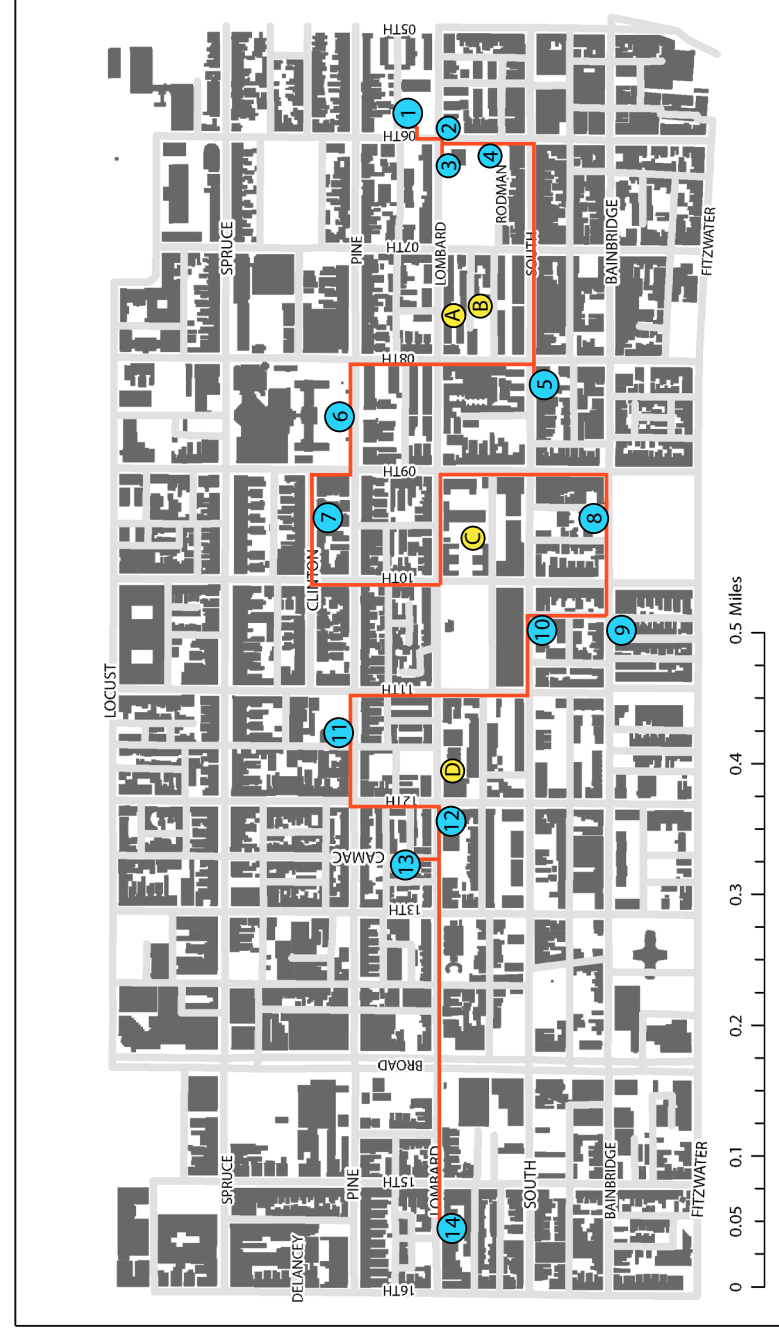 05TH
1
2
06TH
3
4
RODMAN
SPRUCE
PINE
07TH
LOMBARD
SOUTH
BAINBRIDGE
FITZWATER
A
B
08TH
5
6
09TH
7
8
C
CLINTON
10TH
10
9
LOCUST
11TH
11
D
12TH
12
CAMAC
13
13TH
BROAD
SPRUCE
PINE
15TH
LOMBARD
SOUTH
BAINBRIDGE
FITZWATER
14
DELANCEY
16TH
0 0.05 0.1 0.2 0.3 0.4 0.5 Miles